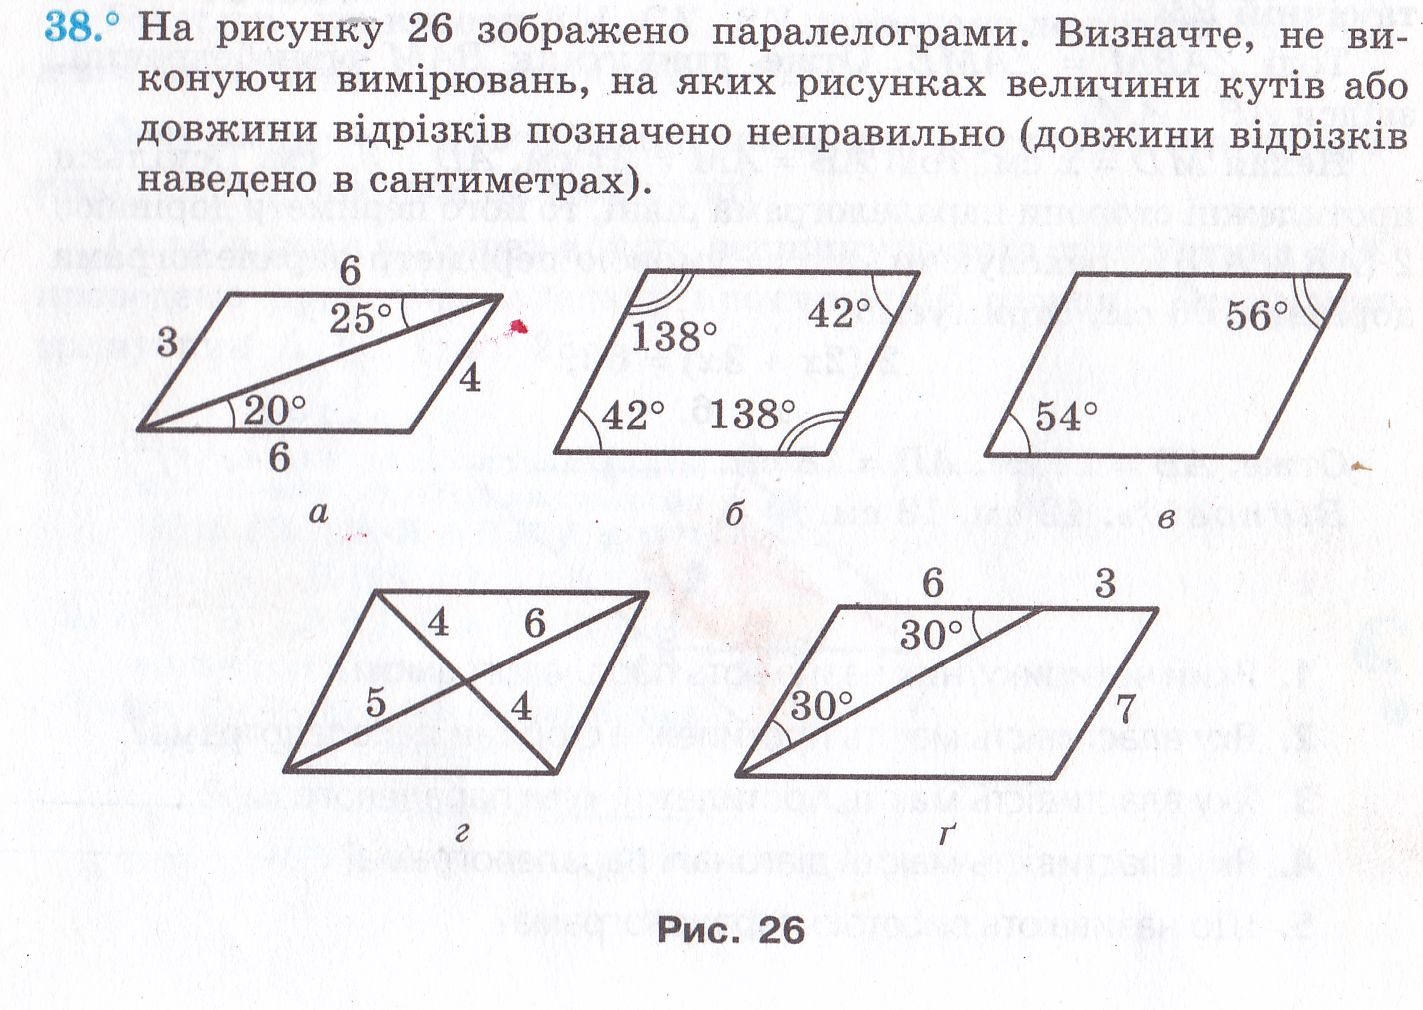 38.° На рисунку 26 зображено паралелограми. Визначте, не ви-
конуючи вимірювань, на яких рисунках величини кутів або
довжини відрізків позначено неправильно (довжини відрізків
наведено в сантиметрах).
6
25°
3
4
20°
6
а
138°
42°
42°
138°
б
56°
54°
в
4
6
5
4
г
6
3
30°
30°
7
ґ
Рис. 26